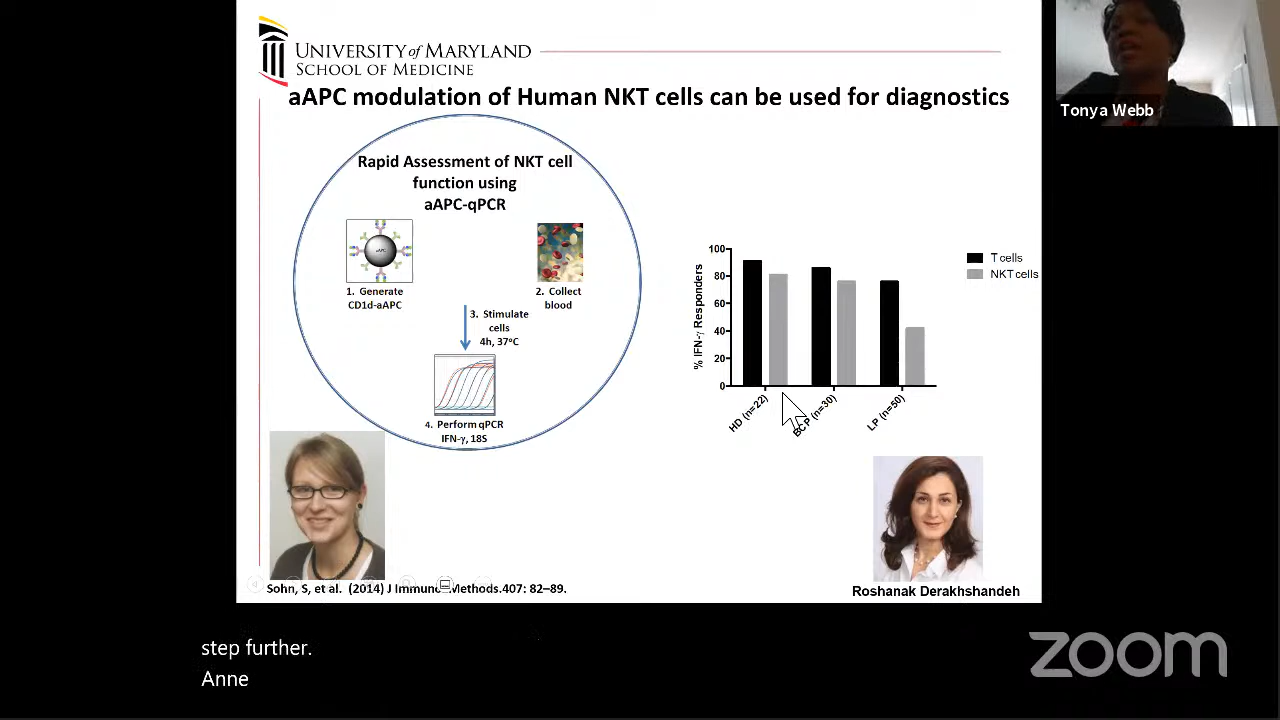 UNIVERSITY of MARYLAND
SCHOOL OF MEDICINE
aAPC modulation of Human NKT cells can be used for diagnostics
Rapid Assessment of NKT cell
function using
aAPC-qPCR
aAPC
1. Generate
CD1d-aAPC
2. Collect
blood
3. Stimulate
cells
4h, 37°C
4. Perform qPCR
IFN-γ, 18S
% IFN-γ Responders
100
80
60
40
20
0
HD (n=22)
BCP (n=30)
LP (n=50)
T cells
NKT cells
Sohn, S, et al. (2014) J Immuno Methods.407: 82–89.
Roshanak Derakhshandeh
Tonya Webb
step further.
Anne
zoom